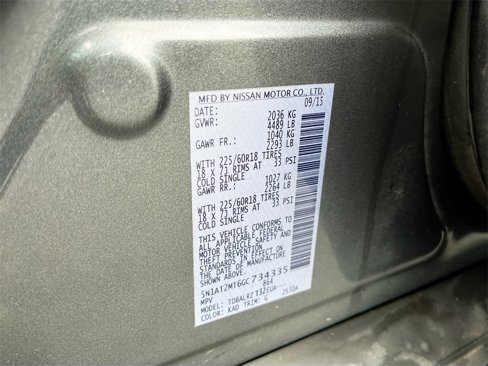 MFD BY NISSAN MOTOR CO., LTD.
DATE: 09/15
GVWR: 2036 KG
4489 LB
GAWR FR.: 1040 KG
2293 LB
WITH 225/60R18 TIRES
18 X 7J RIMS AT 33 PSI
COLD SINGLE
GAWR RR.: 1027 KG
2264 LB
WITH 225/60R18 TIRES
18 X 7J RIMS AT 33 PSI
COLD SINGLE
THIS VEHICLE CONFORMS TO
ALL APPLICABLE FEDERAL
MOTOR VEHICLE SAFETY AND
THEFT PREVENTION
STANDARDS IN EFFECT
ON THE DATE OF MFR
SHOWN ABOVE.
5N1AT2MT6GC734335
MPV 864
MODEL:
COLOR: KAD TRIM: G